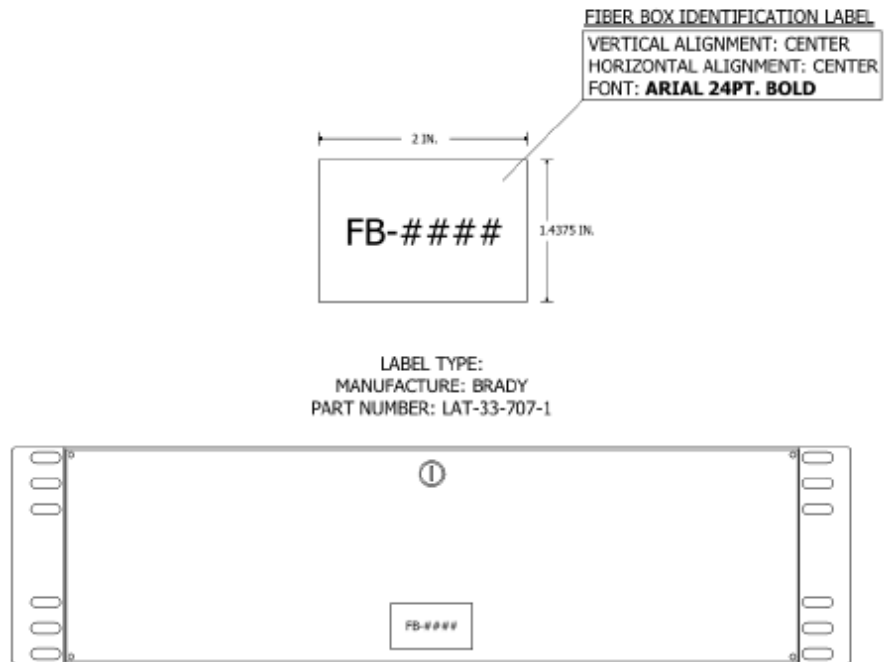 FIBER BOX IDENTIFICATION LABEL
VERTICAL ALIGNMENT: CENTER
HORIZONTAL ALIGNMENT: CENTER
FONT: ARIAL 24PT. BOLD
2 IN.
FB-####
1.4375 IN.
LABEL TYPE:
MANUFACTURE: BRADY
PART NUMBER: LAT-33-707-1
FB-####